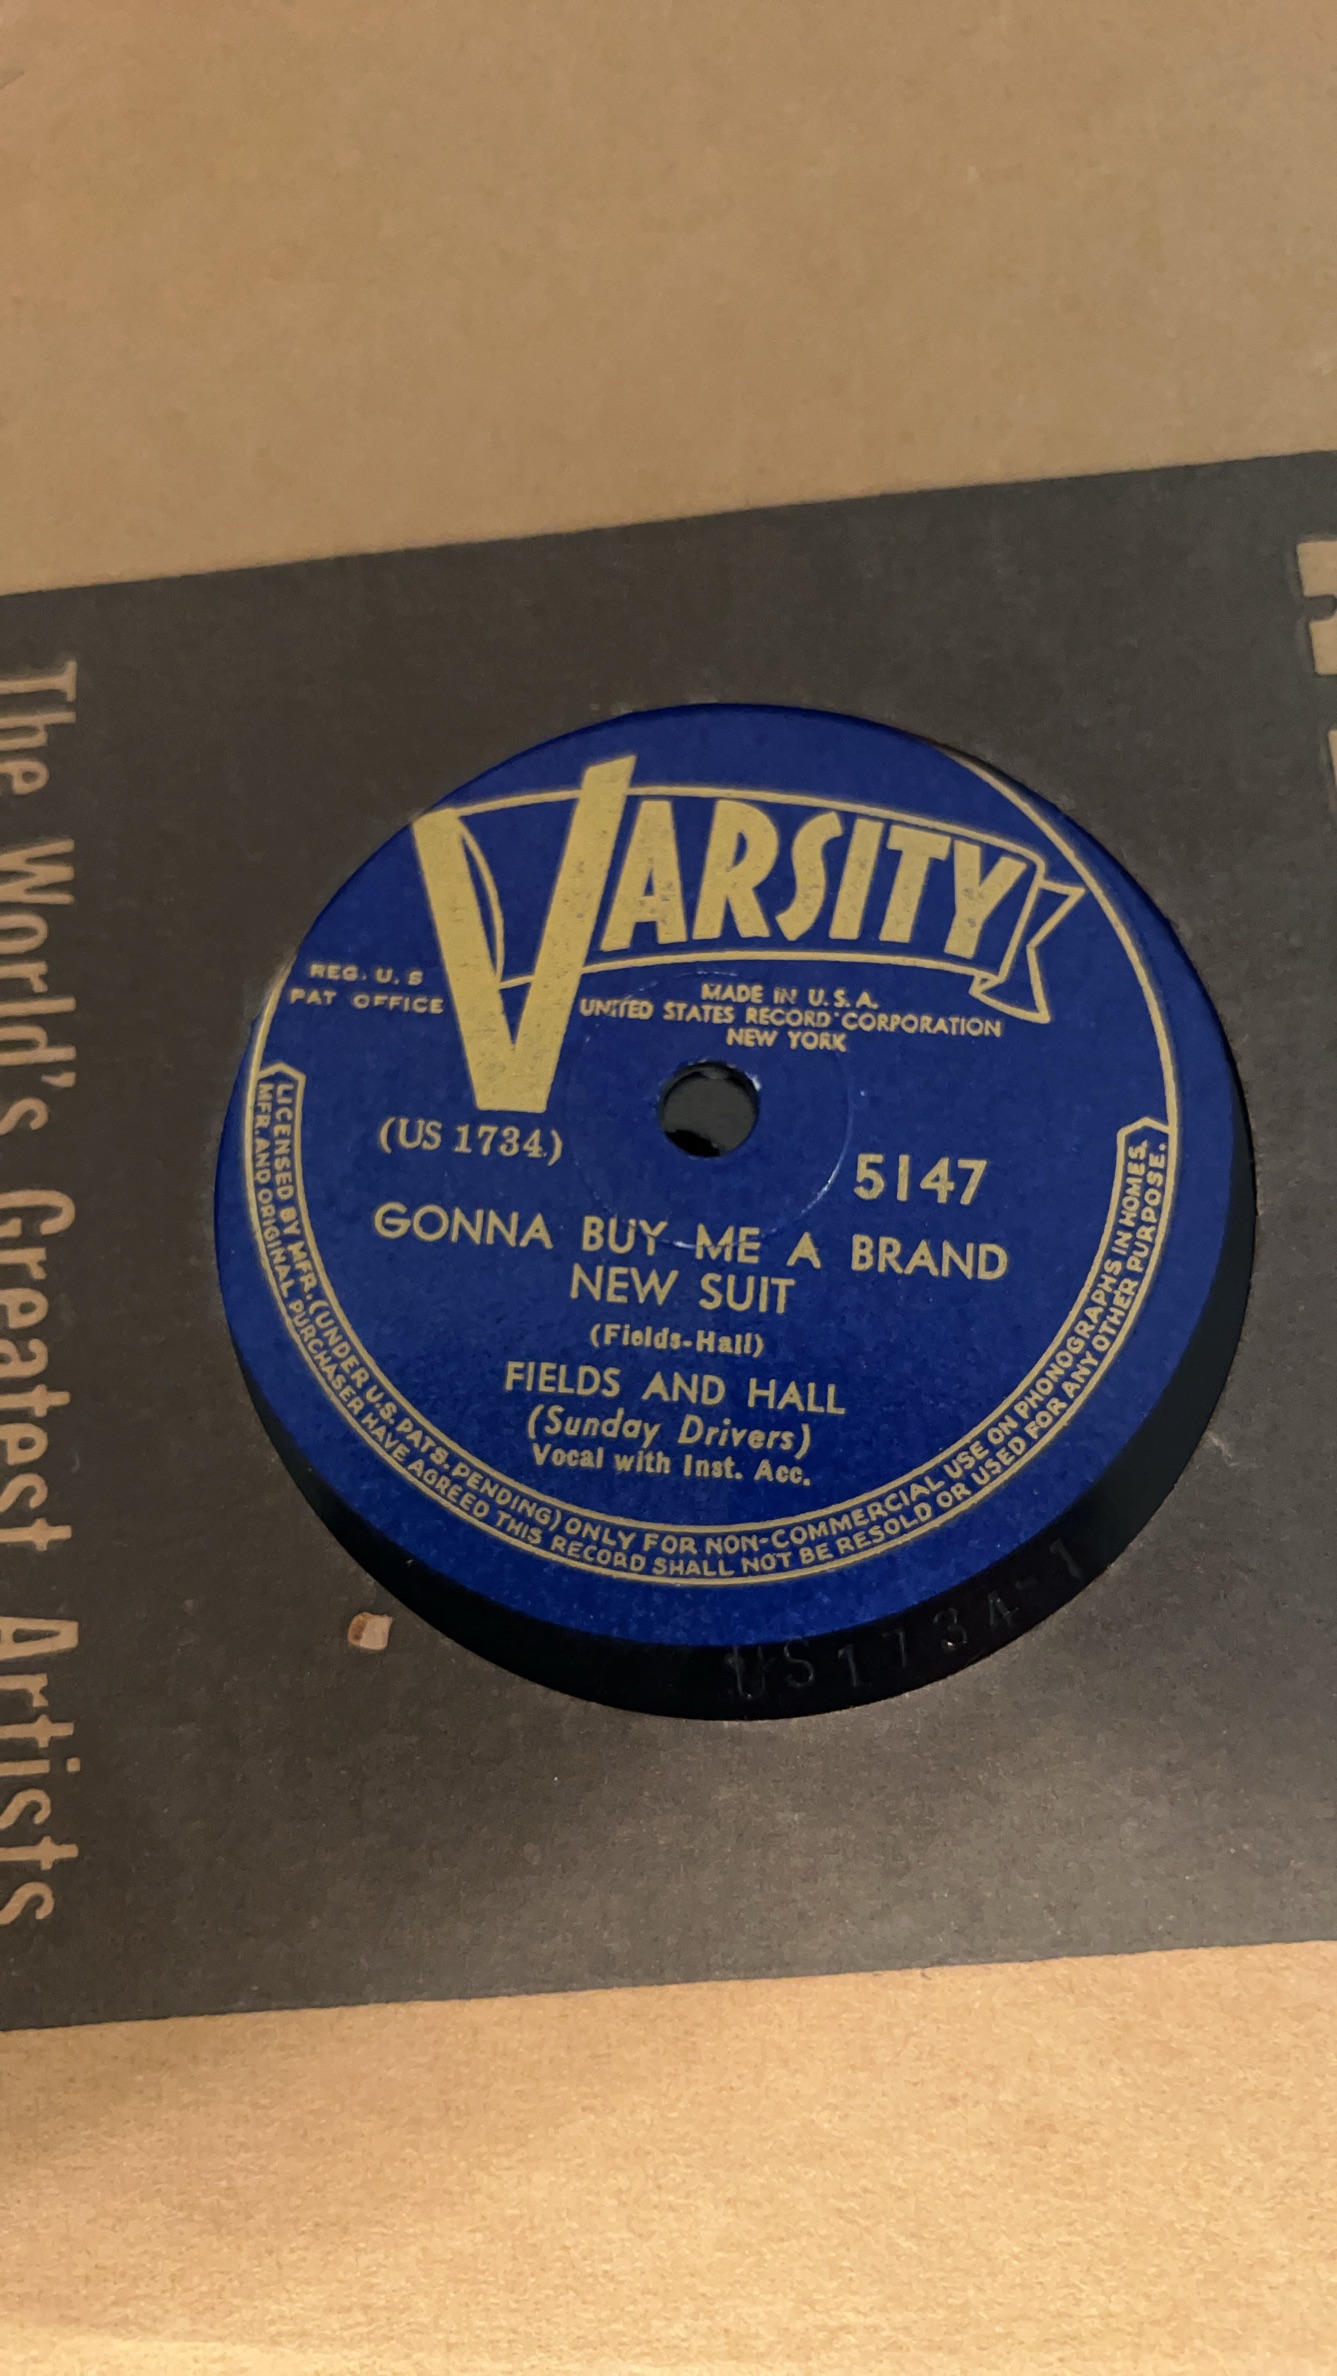 The World's Greatest Artists
VARSITY
REG. U. S
PAT OFFICE
MADE IN U. S. A.
UNITED STATES RECORD CORPORATION
NEW YORK
(US 1734)
5147
GONNA BUY ME A BRAND
NEW SUIT
(Fields-Hall)
FIELDS AND HALL
(Sunday Drivers)
Vocal with Inst. Acc.
LICENSED BY MFR. (UNDER U.S. PATS. PENDING) ONLY FOR NON-COMMERCIAL USE ON PHONOGRAPHS IN HOMES.
MFR. AND ORIGINAL PURCHASER HAVE AGREED THIS RECORD SHALL NOT BE RESOLD OR USED FOR ANY OTHER PURPOSE.
US1734-1